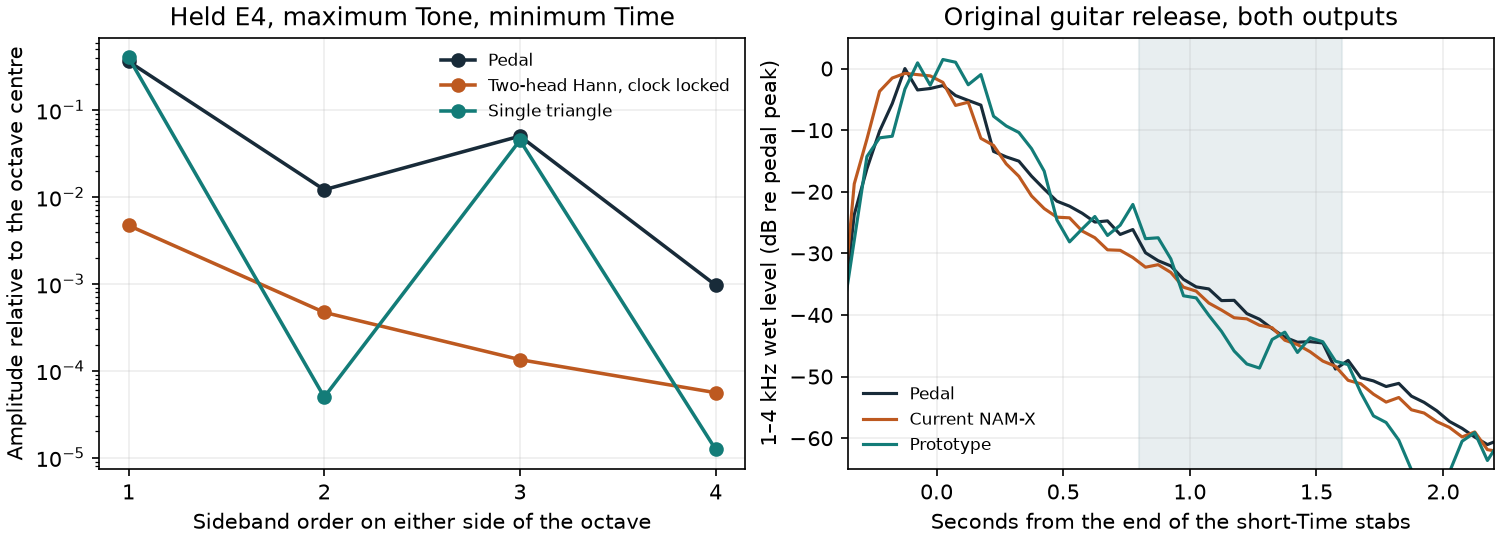 Held E4, maximum Tone, minimum Time
Amplitude relative to the octave centre
10⁻¹
10⁻²
10⁻³
10⁻⁴
10⁻⁵
Pedal
Two-head Hann, clock locked
Single triangle
1
2
3
4
Sideband order on either side of the octave
Original guitar release, both outputs
1–4 kHz wet level (dB re pedal peak)
0
−10
−20
−30
−40
−50
−60
Pedal
Current NAM-X
Prototype
0.0
0.5
1.0
1.5
2.0
Seconds from the end of the short-Time stabs